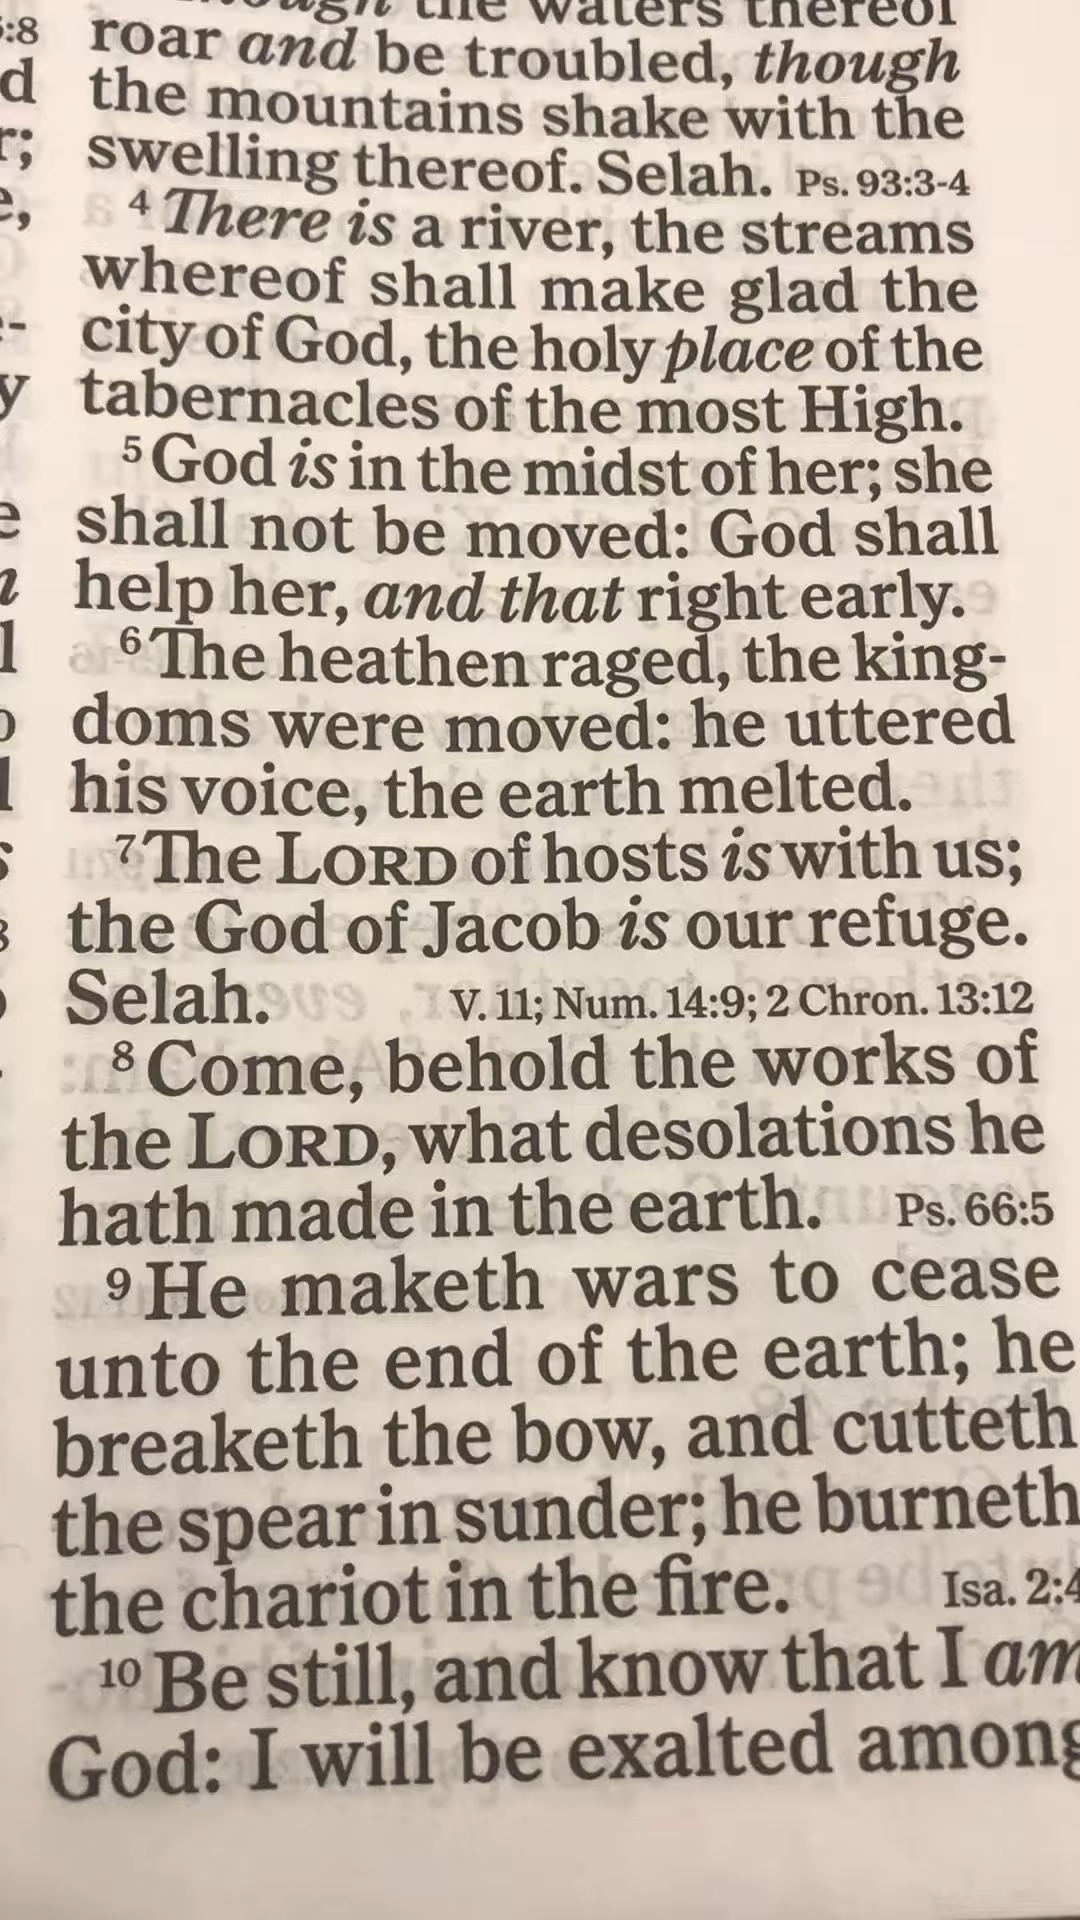 though the waters thereof
roar and be troubled, though
the mountains shake with the
swelling thereof. Selah. Ps. 93:3-4
4 There is a river, the streams
whereof shall make glad the
city of God, the holy place of the
tabernacles of the most High.
5 God is in the midst of her; she
shall not be moved: God shall
help her, and that right early.
6 The heathen raged, the king-
doms were moved: he uttered
his voice, the earth melted.
7 The LORD of hosts is with us;
the God of Jacob is our refuge.
Selah. V. 11; Num. 14:9; 2 Chron. 13:12
8 Come, behold the works of
the LORD, what desolations he
hath made in the earth. Ps. 66:5
9 He maketh wars to cease
unto the end of the earth; he
breaketh the bow, and cutteth
the spear in sunder; he burneth
the chariot in the fire. Isa. 2:4
10 Be still, and know that I am
God: I will be exalted among